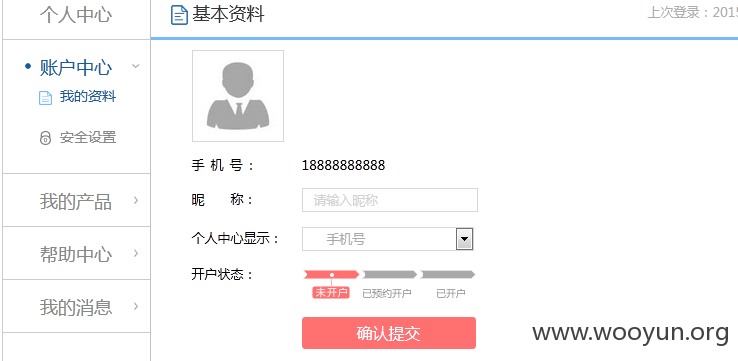 个人中心
账户中心
我的资料
安全设置
我的产品
帮助中心
我的消息
基本资料
上次登录：2015
手 机 号：
18888888888
昵 称：
请输入昵称
个人中心显示：
手机号
开户状态：
未开户
已预约开户
已开户
确认提交
www.wooyun.org